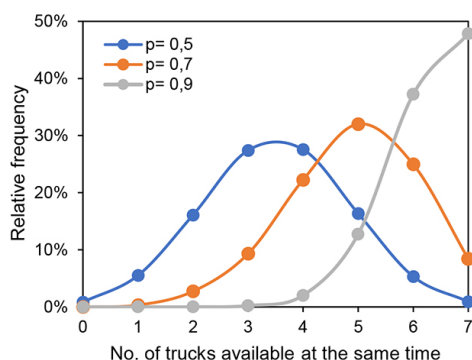 50%
40%
30%
20%
10%
0%
Relative frequency
p= 0,5
p= 0,7
p= 0,9
0 1 2 3 4 5 6 7
No. of trucks available at the same time